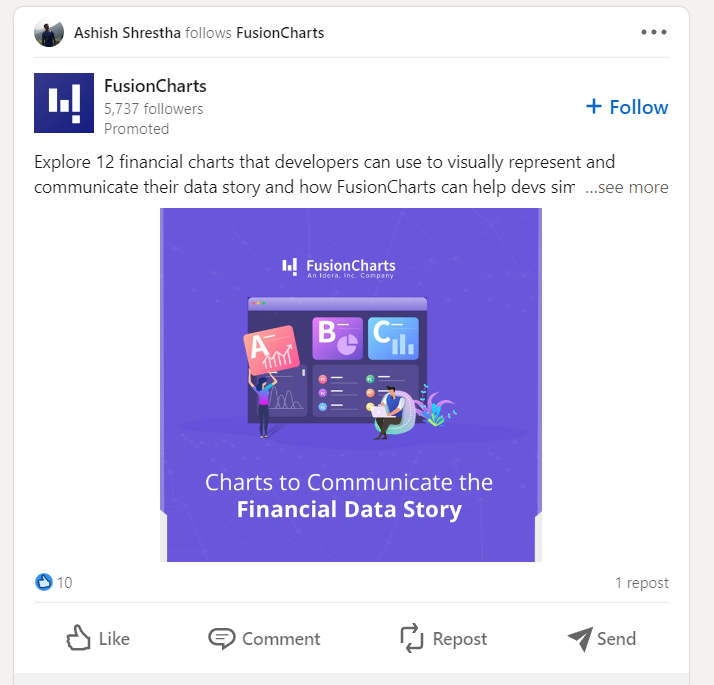 Ashish Shrestha follows FusionCharts
FusionCharts
5,737 followers
Promoted
+ Follow
Explore 12 financial charts that developers can use to visually represent and
communicate their data story and how FusionCharts can help devs sim ...see more
FusionCharts
An Idera, Inc. Company
A
B
C
Charts to Communicate the
Financial Data Story
10
1 repost
Like
Comment
Repost
Send